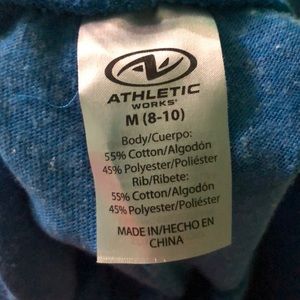 ATHLETIC
WORKS®
M (8-10)
Body/Cuerpo:
55% Cotton/Algodón
45% Polyester/Poliéster
Rib/Ribete:
55% Cotton/Algodón
45% Polyester/Poliéster
MADE IN/HECHO EN
CHINA